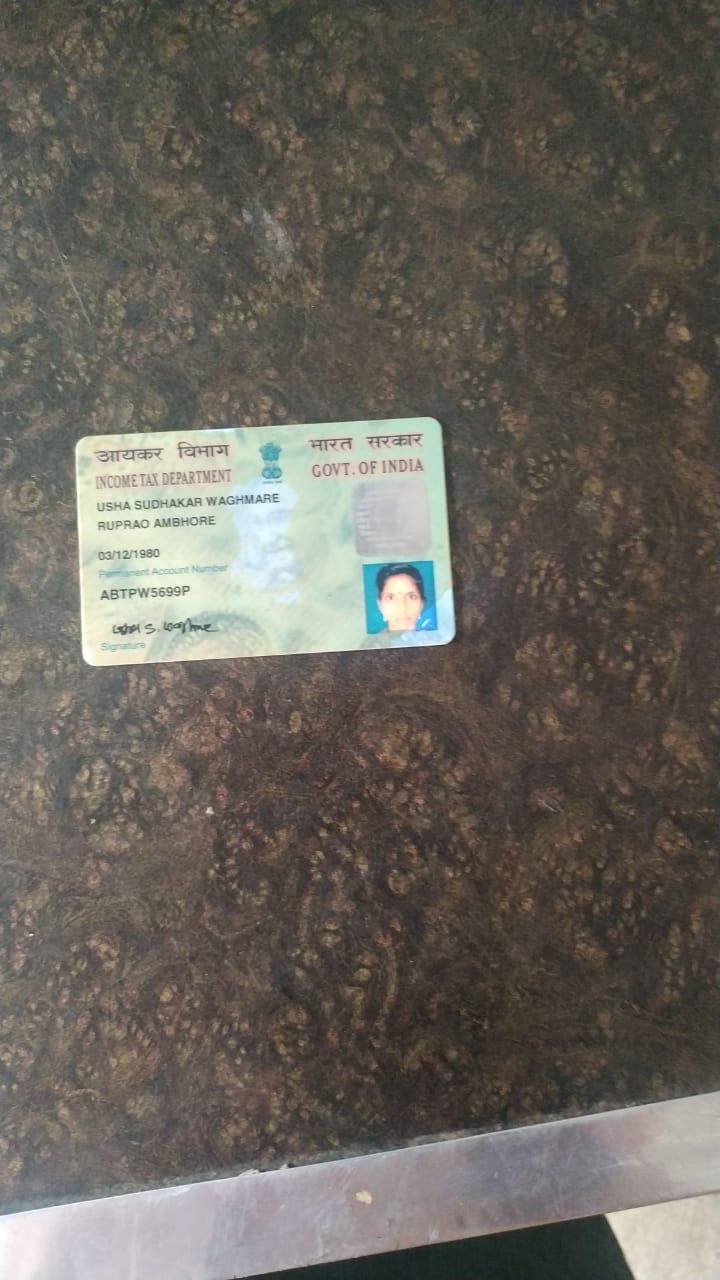 आयकर विभाग भारत सरकार
INCOME TAX DEPARTMENT GOVT. OF INDIA
USHA SUDHAKAR WAGHMARE
RUPRAO AMBHORE
03/12/1980
Permanent Account Number
ABTPW5699P
Signature